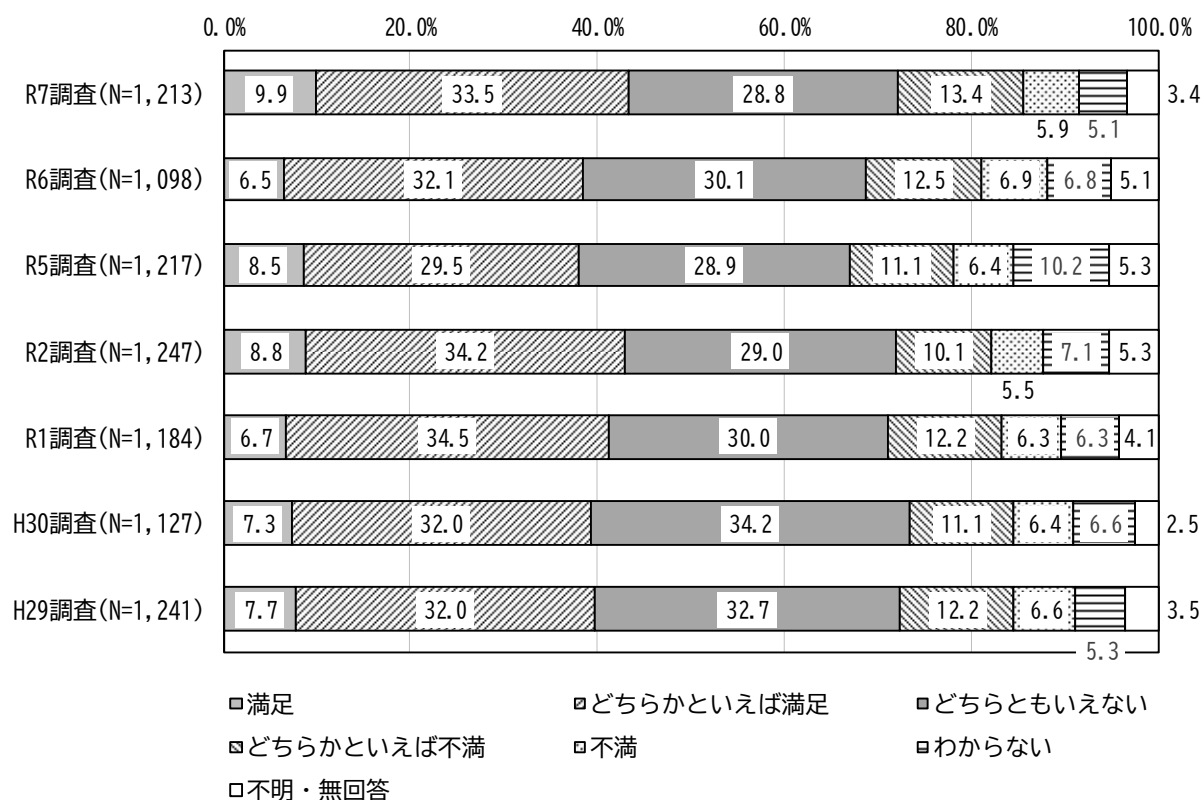 0.0% 20.0% 40.0% 60.0% 80.0% 100.0%
R7調査(N=1,213) 9.9 33.5 28.8 13.4 3.4
5.9 5.1
R6調査(N=1,098) 6.5 32.1 30.1 12.5 6.9 6.8 5.1
R5調査(N=1,217) 8.5 29.5 28.9 11.1 6.4 10.2 5.3
R2調査(N=1,247) 8.8 34.2 29.0 10.1 7.1 5.3
5.5
R1調査(N=1,184) 6.7 34.5 30.0 12.2 6.3 6.3 4.1
H30調査(N=1,127) 7.3 32.0 34.2 11.1 6.4 6.6 2.5
H29調査(N=1,241) 7.7 32.0 32.7 12.2 6.6 3.5
5.3
満足 どちらかといえば満足 どちらともいえない
どちらかといえば不満 不満 わからない
不明・無回答